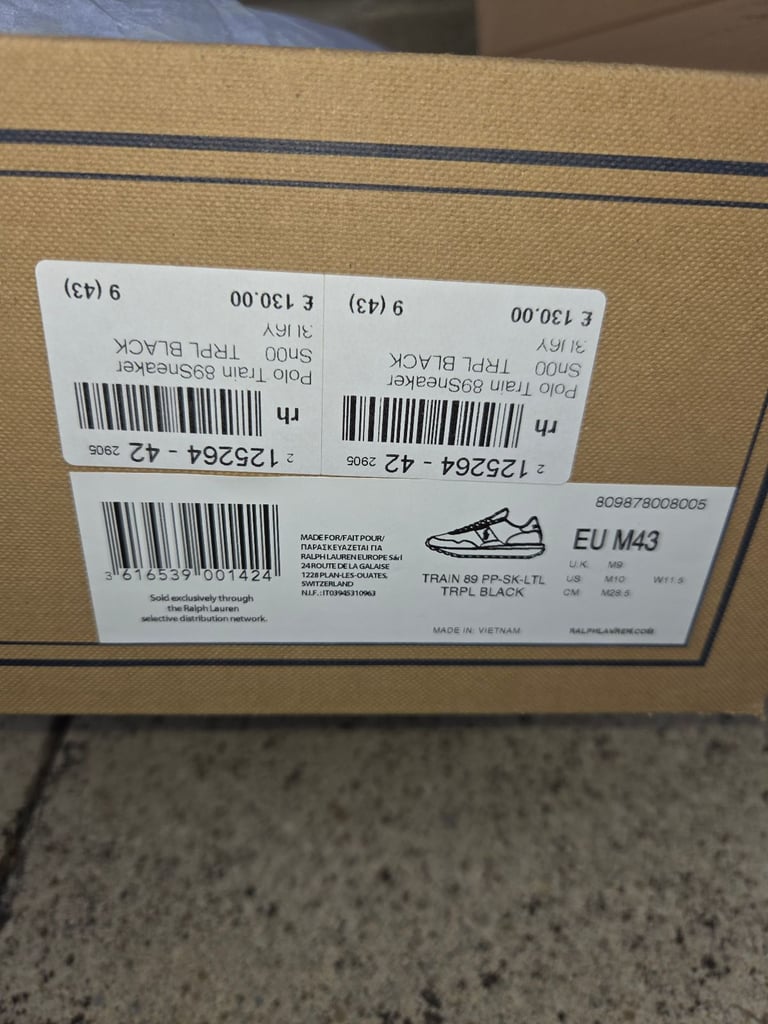 9 (43) £ 130.00
3IJ6Y
Sn00 TRPL BLACK
Polo Train 89Sneaker
rh
2 125264 - 42 2905
9 (43) £ 130.00
3IJ6Y
Sn00 TRPL BLACK
Polo Train 89Sneaker
rh
2 125264 - 42 2905
3 616539 001424
Sold exclusively through
the Ralph Lauren
selective distribution network.
MADE FOR/FAIT POUR/
ΠΑΡΑΣΚΕΥΑΖΕΤΑΙ ΓΙΑ
RALPH LAUREN EUROPE Sàrl
24 ROUTE DE LA GALAISE
1228 PLAN-LES-OUATES,
SWITZERLAND
N.I.F.: IT03945310963
TRAIN 89 PP-SK-LTL
TRPL BLACK
MADE IN: VIETNAM
809878008005
EU M43
U.K. M9
US M10 W11.5
CM M28.5
RALPHLAUREN.COM